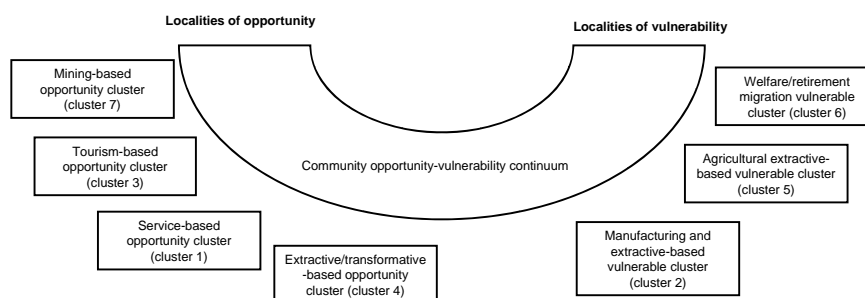 Localities of opportunity
Localities of vulnerability
Mining-based
opportunity cluster
(cluster 7)
Welfare/retirement
migration vulnerable
cluster (cluster 6)
Tourism-based
opportunity cluster
(cluster 3)
Community opportunity-vulnerability continuum
Agricultural extractive-
based vulnerable cluster
(cluster 5)
Service-based
opportunity cluster
(cluster 1)
Extractive/transformative
-based opportunity
cluster (cluster 4)
Manufacturing and
extractive-based
vulnerable cluster
(cluster 2)